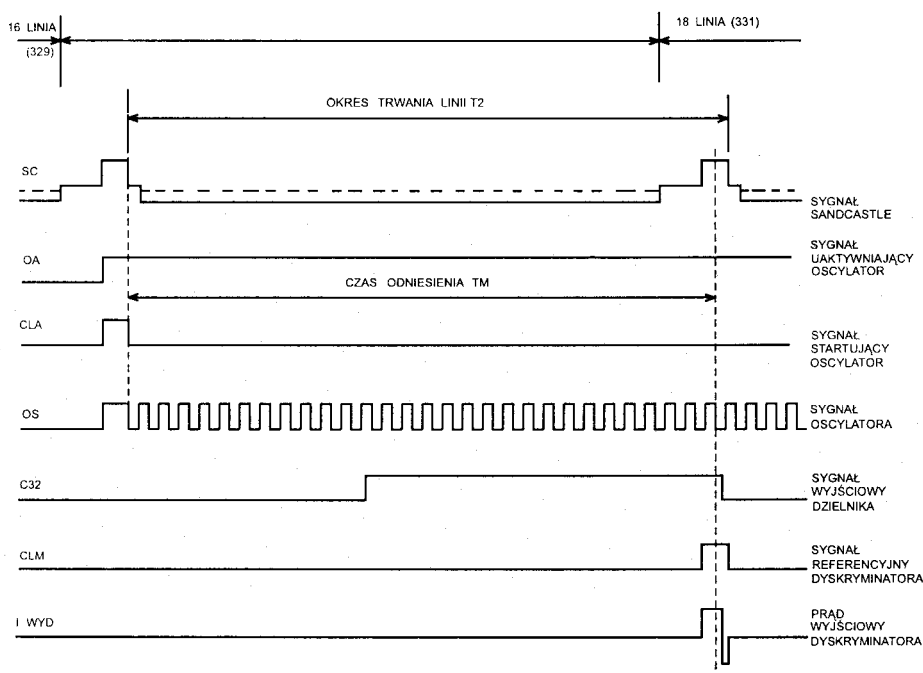 16 LINIA
(329)
18 LINIA (331)
OKRES TRWANIA LINII T2
SC
SYGNAŁ
SANDCASTLE
OA
SYGNAŁ
UAKTYWNIAJĄCY
OSCYLATOR
CZAS ODNIESIENIA TM
CLA
SYGNAŁ
STARTUJĄCY
OSCYLATOR
OS
SYGNAŁ
OSCYLATORA
C32
SYGNAŁ
WYJŚCIOWY
DZIELNIKA
CLM
SYGNAŁ
REFERENCYJNY
DYSKRYMINATORA
I WYD
PRĄD
WYJŚCIOWY
DYSKRYMINATORA